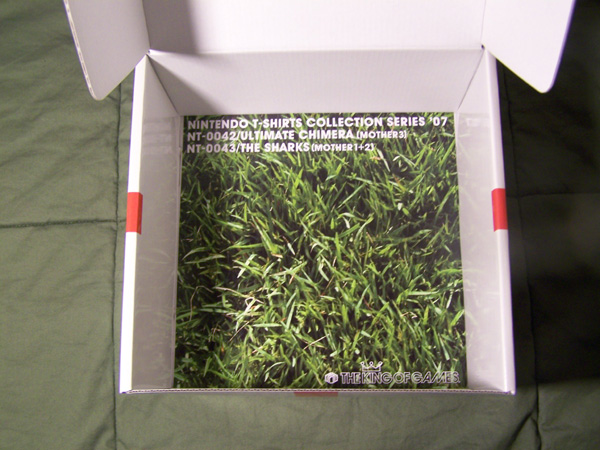 NINTENDO T-SHIRTS COLLECTION SERIES '07
NT-0042/ULTIMATE CHIMERA (MOTHER3)
NT-0043/THE SHARKS (MOTHER1+2)
THE KING OF GAMES